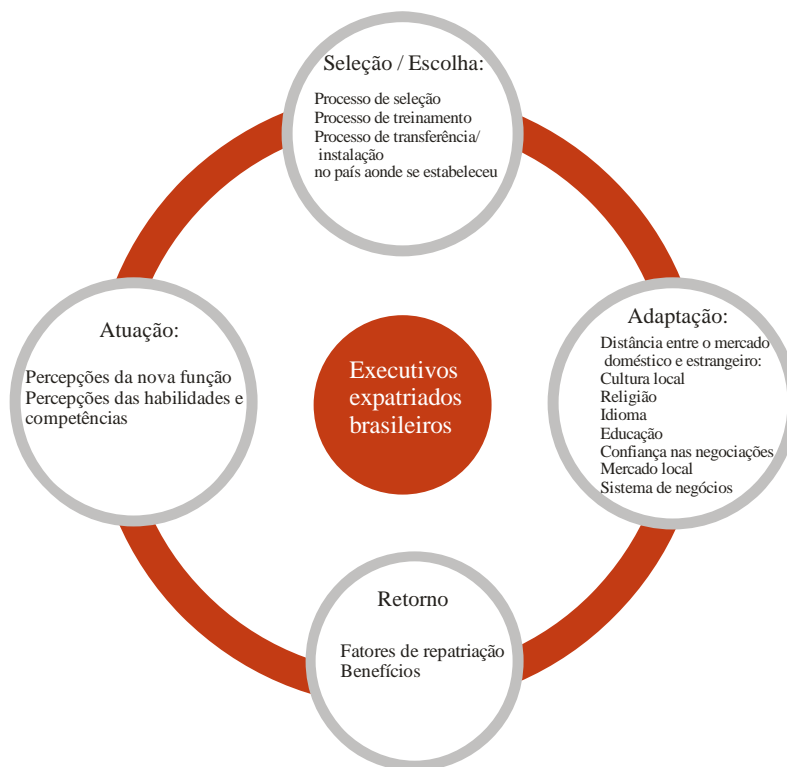 Seleção / Escolha:
Processo de seleção
Processo de treinamento
Processo de transferência/
instalação
no país aonde se estabeleceu
Atuação:
Percepções da nova função
Percepções das habilidades e
competências
Executivos
expatriados
brasileiros
Adaptação:
Distância entre o mercado
doméstico e estrangeiro:
Cultura local
Religião
Idioma
Educação
Confiança nas negociações
Mercado local
Sistema de negócios
Retorno
Fatores de repatriação
Benefícios